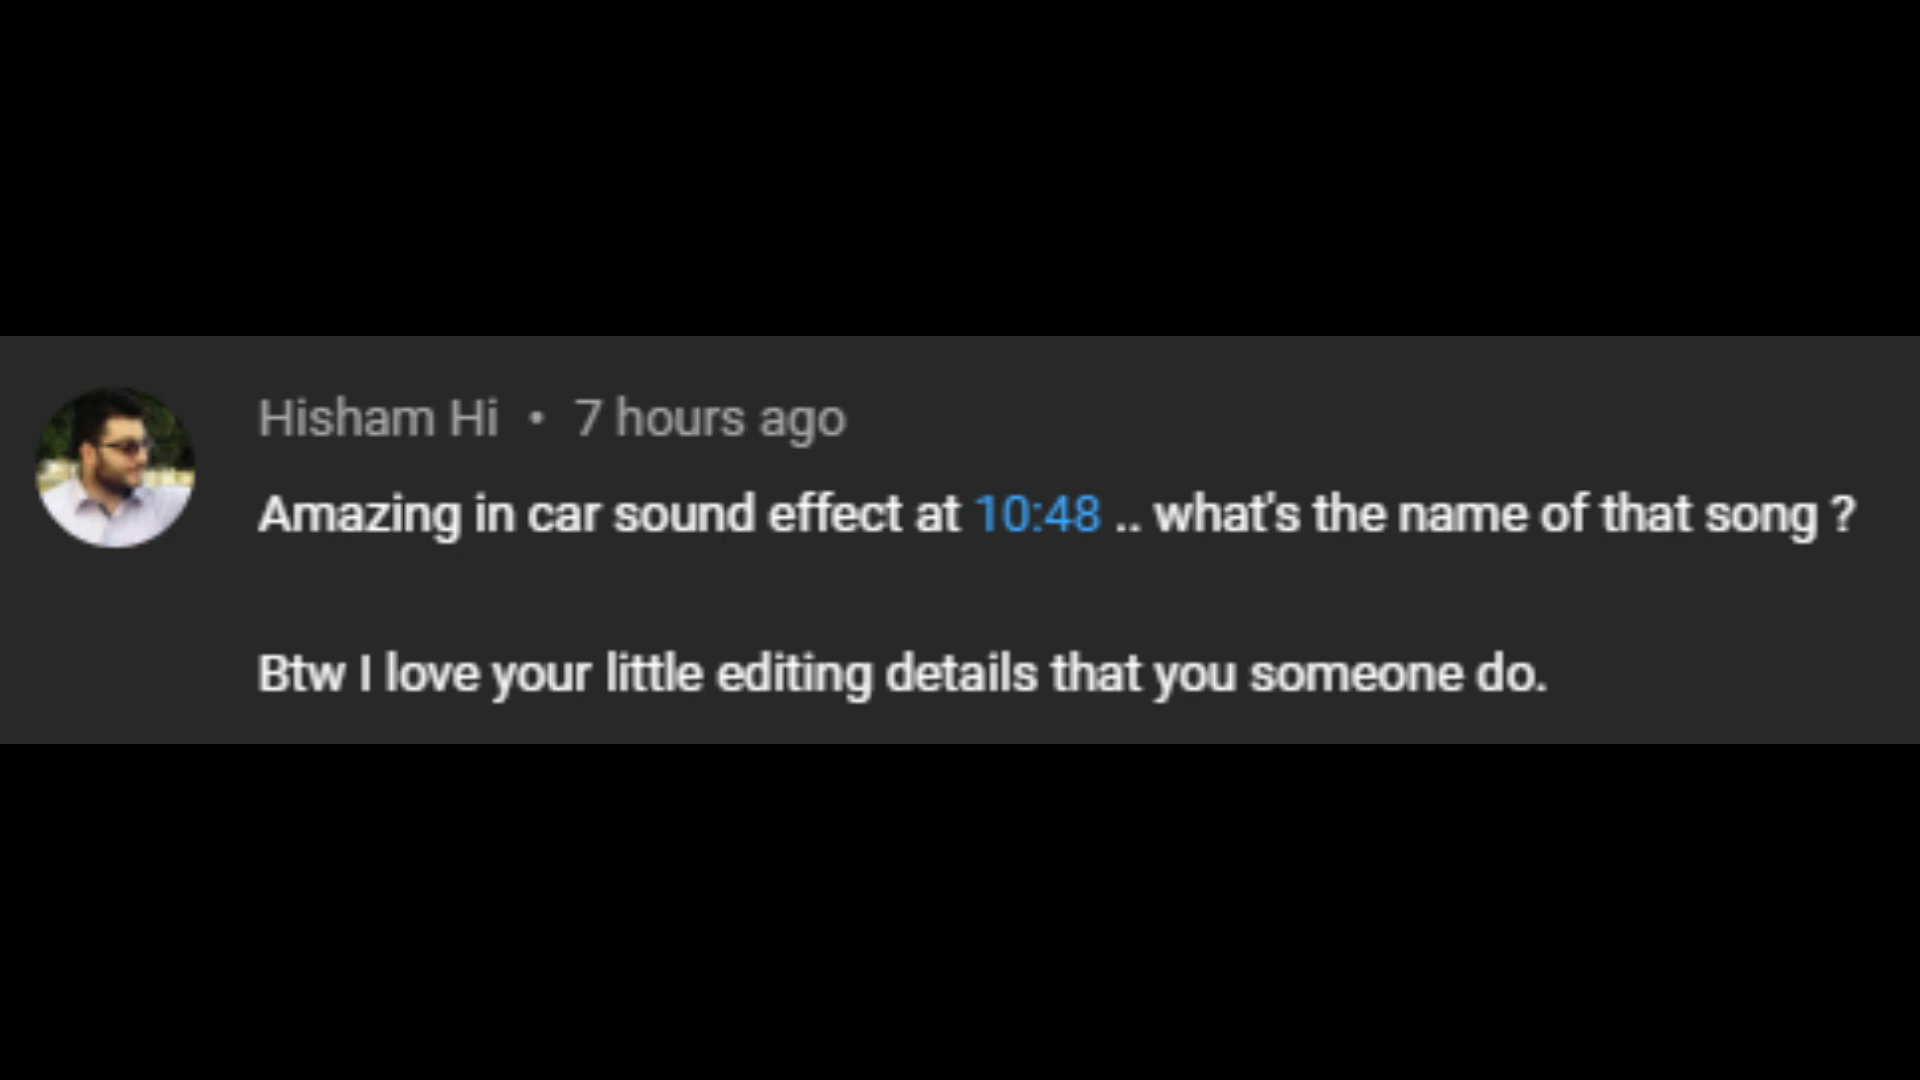 Hisham Hi • 7 hours ago
Amazing in car sound effect at 10:48 .. what's the name of that song ?
Btw I love your little editing details that you someone do.